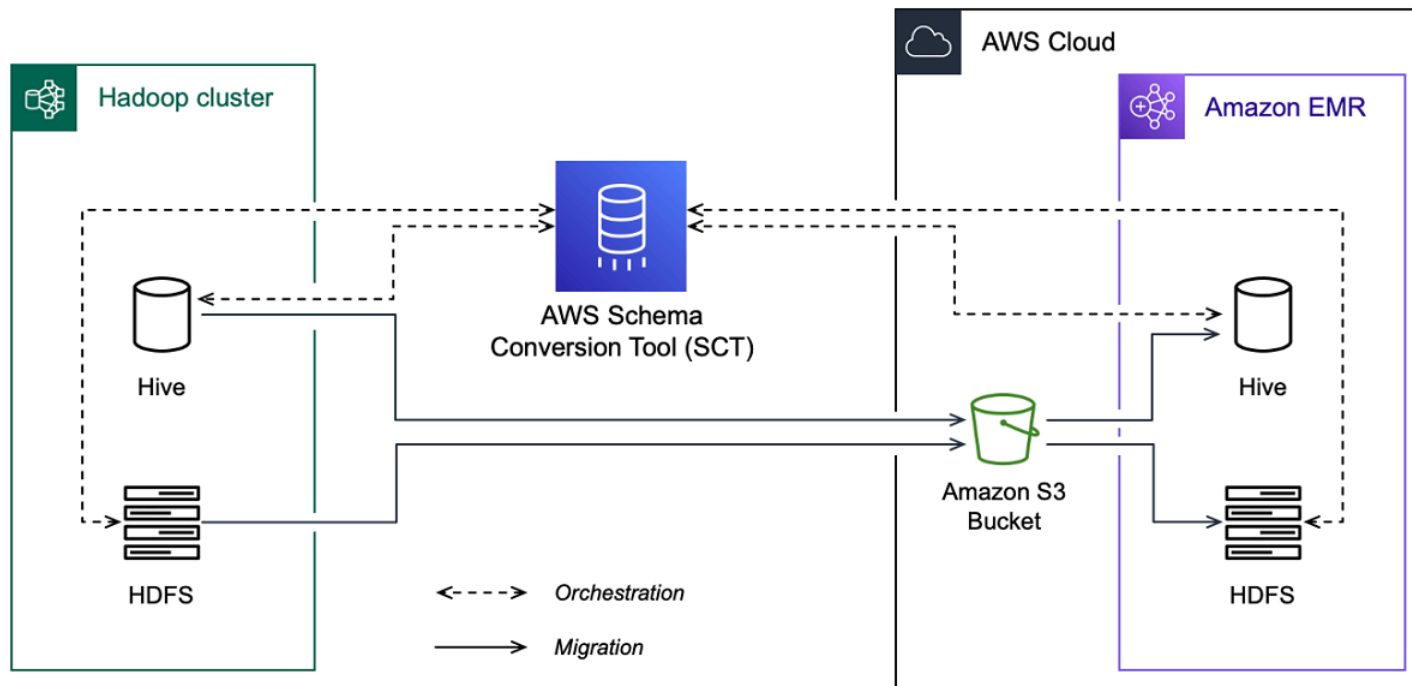 AWS Cloud
Hadoop cluster
Amazon EMR
AWS Schema
Conversion Tool (SCT)
Hive
Hive
Amazon S3
Bucket
HDFS
HDFS
Orchestration
Migration